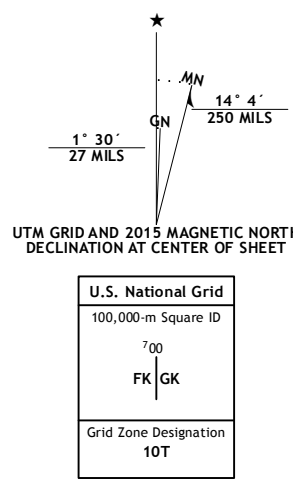 ★
MN
GN
14° 4´
250 MILS
1° 30´
27 MILS
UTM GRID AND 2015 MAGNETIC NORTH
DECLINATION AT CENTER OF SHEET
U.S. National Grid
100,000-m Square ID
⁷00
FK GK
Grid Zone Designation
10T